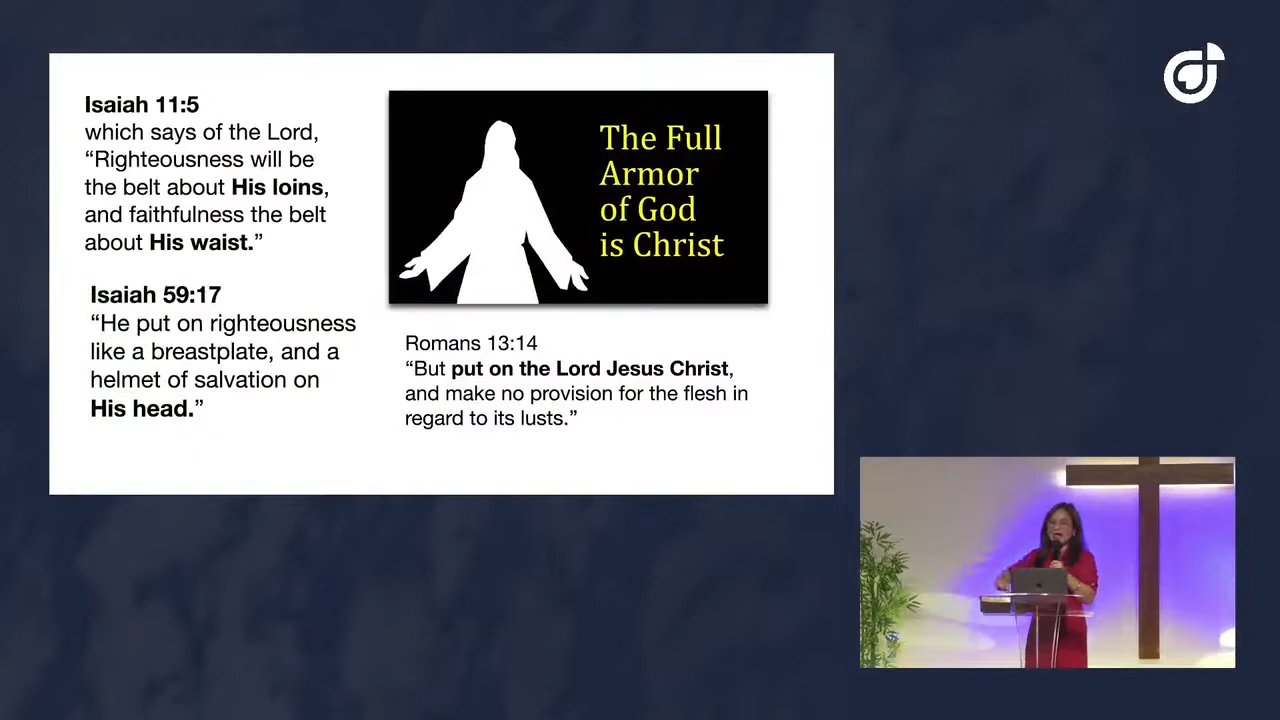 Isaiah 11:5
which says of the Lord,
“Righteousness will be
the belt about His loins,
and faithfulness the belt
about His waist.”
Isaiah 59:17
“He put on righteousness
like a breastplate, and a
helmet of salvation on
His head.”
The Full
Armor
of God
is Christ
Romans 13:14
“But put on the Lord Jesus Christ,
and make no provision for the flesh in
regard to its lusts.”